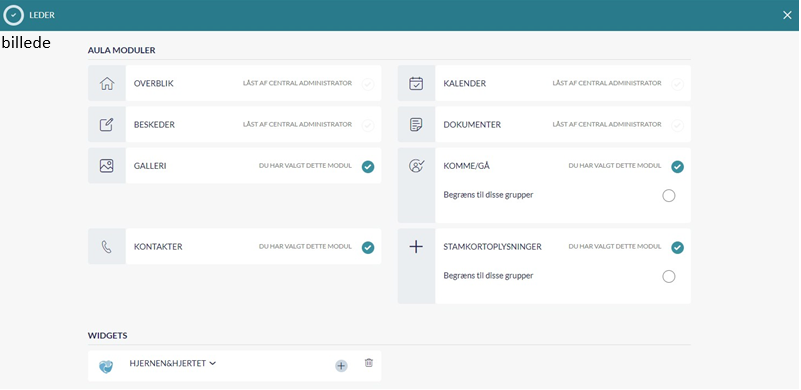 LEDER
billede
AULA MODULER
OVERBLIK LÅST AF CENTRAL ADMINISTRATOR
KALENDER LÅST AF CENTRAL ADMINISTRATOR
BESKEDER LÅST AF CENTRAL ADMINISTRATOR
DOKUMENTER LÅST AF CENTRAL ADMINISTRATOR
GALLERI DU HAR VALGT DETTE MODUL
KOMME/GÅ DU HAR VALGT DETTE MODUL
Begræns til disse grupper
KONTAKTER DU HAR VALGT DETTE MODUL
STAMKORTOPLYSNINGER DU HAR VALGT DETTE MODUL
Begræns til disse grupper
WIDGETS
HJERNEN&HJERTET